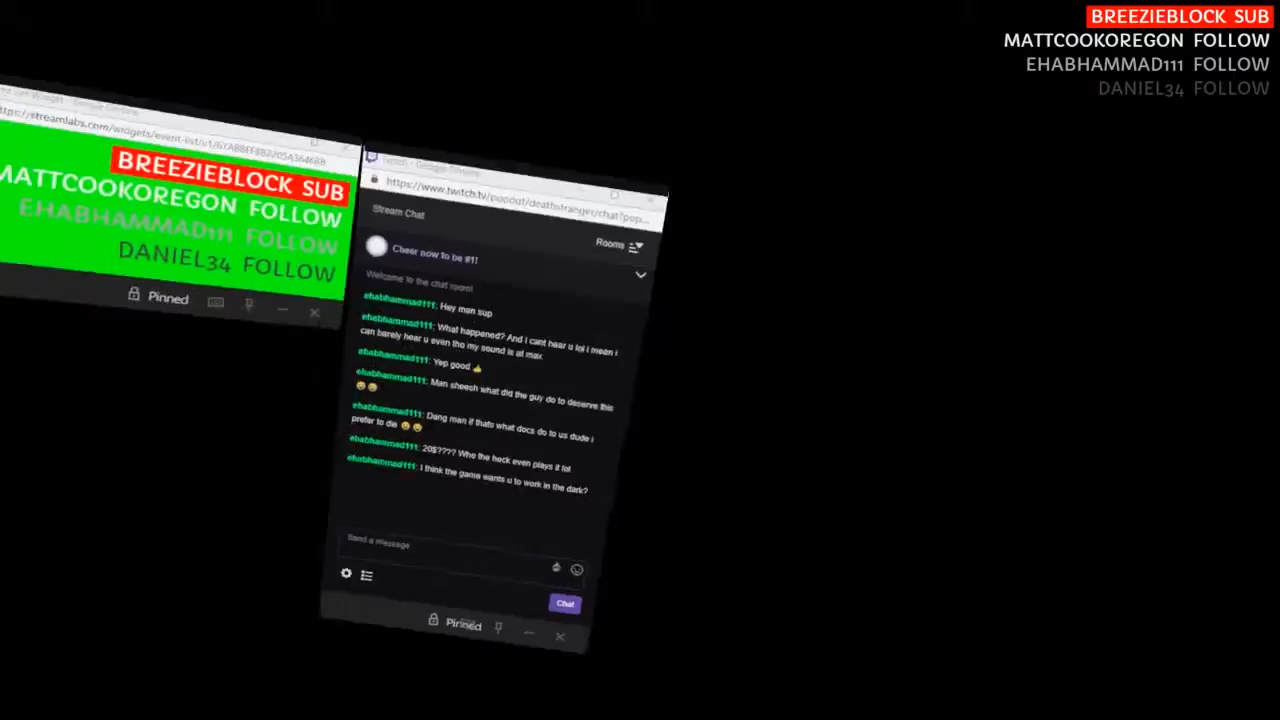 BREEZIEBLOCK SUB
MATTCOOKOREGON FOLLOW
EHABHAMMAD111 FOLLOW
DANIEL34 FOLLOW
Google Chrome
BREEZIEBLOCK SUB
MATTCOOKOREGON FOLLOW
EHABHAMMAD111 FOLLOW
DANIEL34 FOLLOW
Pinned
Twitch - Google Chrome
https://www.twitch.tv/popout/deathstranger/chat?pop...
Stream Chat
Rooms
Cheer now to be #1!
Welcome to the chat room!
ehabhammad111: Hey man sup
ehabhammad111: What happened? And i cant hear u lol i mean i
can barely hear u even tho my sound is at max
ehabhammad111: Yep good 👍
ehabhammad111: Man sheesh what did the guy do to deserve this
😂😂
ehabhammad111: Dang man if thats what docs do to us dude i
prefer to die 😂😂
ehabhammad111: 20$???? Who the heck even plays it lol
ehabhammad111: I think the game wants u to work in the dark?
Send a message
Chat
Pinned